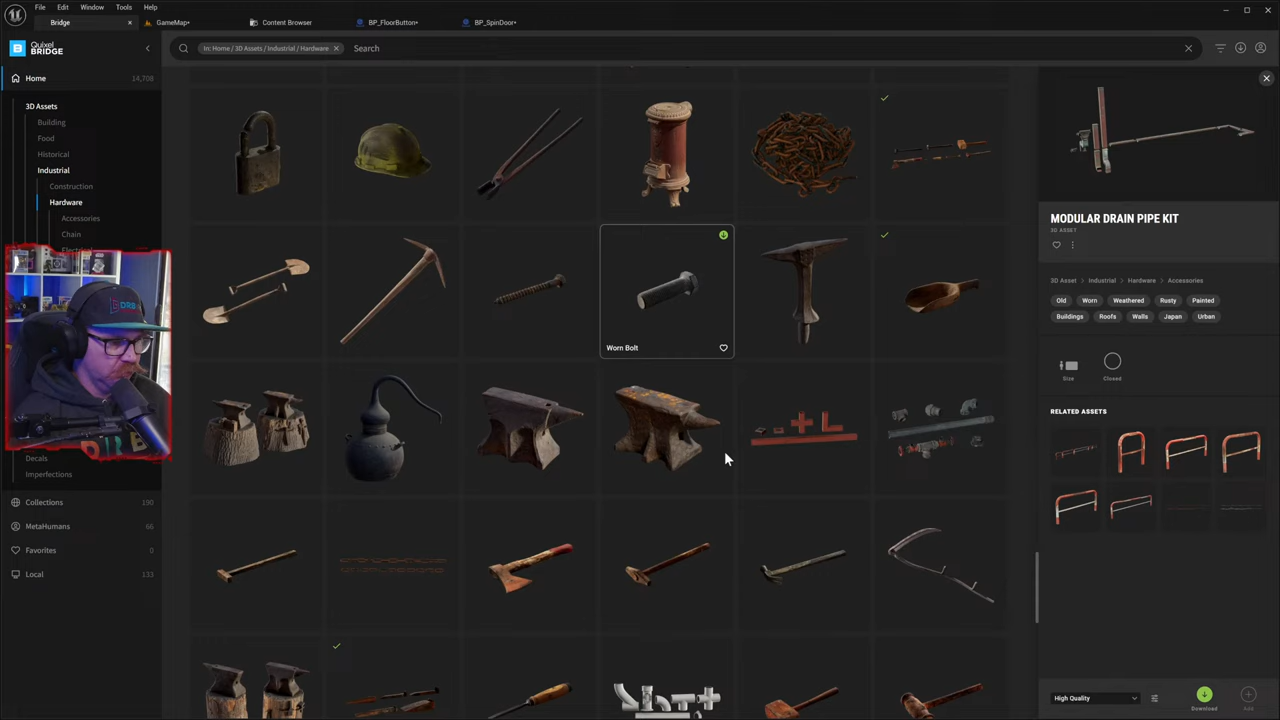 File Edit Window Tools Help
Bridge GameMap• Content Browser BP_FloorButton• BP_SpinDoor•
Quixel
BRIDGE
In: Home / 3D Assets / Industrial / Hardware Search
Home 14,708
3D Assets
Building
Food
Historical
Industrial
Construction
Hardware
Accessories
Chain
Decals
Imperfections
Collections 190
MetaHumans 66
Favorites 0
Local 133
Worn Bolt
MODULAR DRAIN PIPE KIT
3D ASSET
3D Asset > Industrial > Hardware > Accessories
Old Worn Weathered Rusty Painted
Buildings Roofs Walls Japan Urban
Size Closed
RELATED ASSETS
High Quality
Download Add